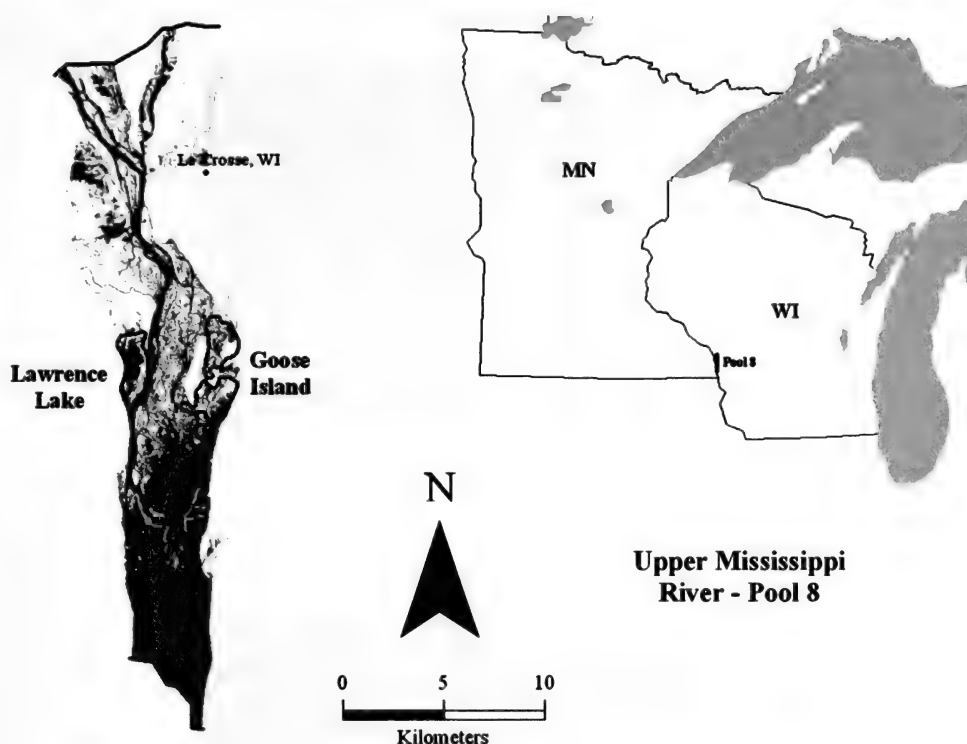 La Crosse, WI
Lawrence
Lake
Goose
Island
MN
WI
Pool 8
N
Upper Mississippi
River - Pool 8
0 5 10
Kilometers